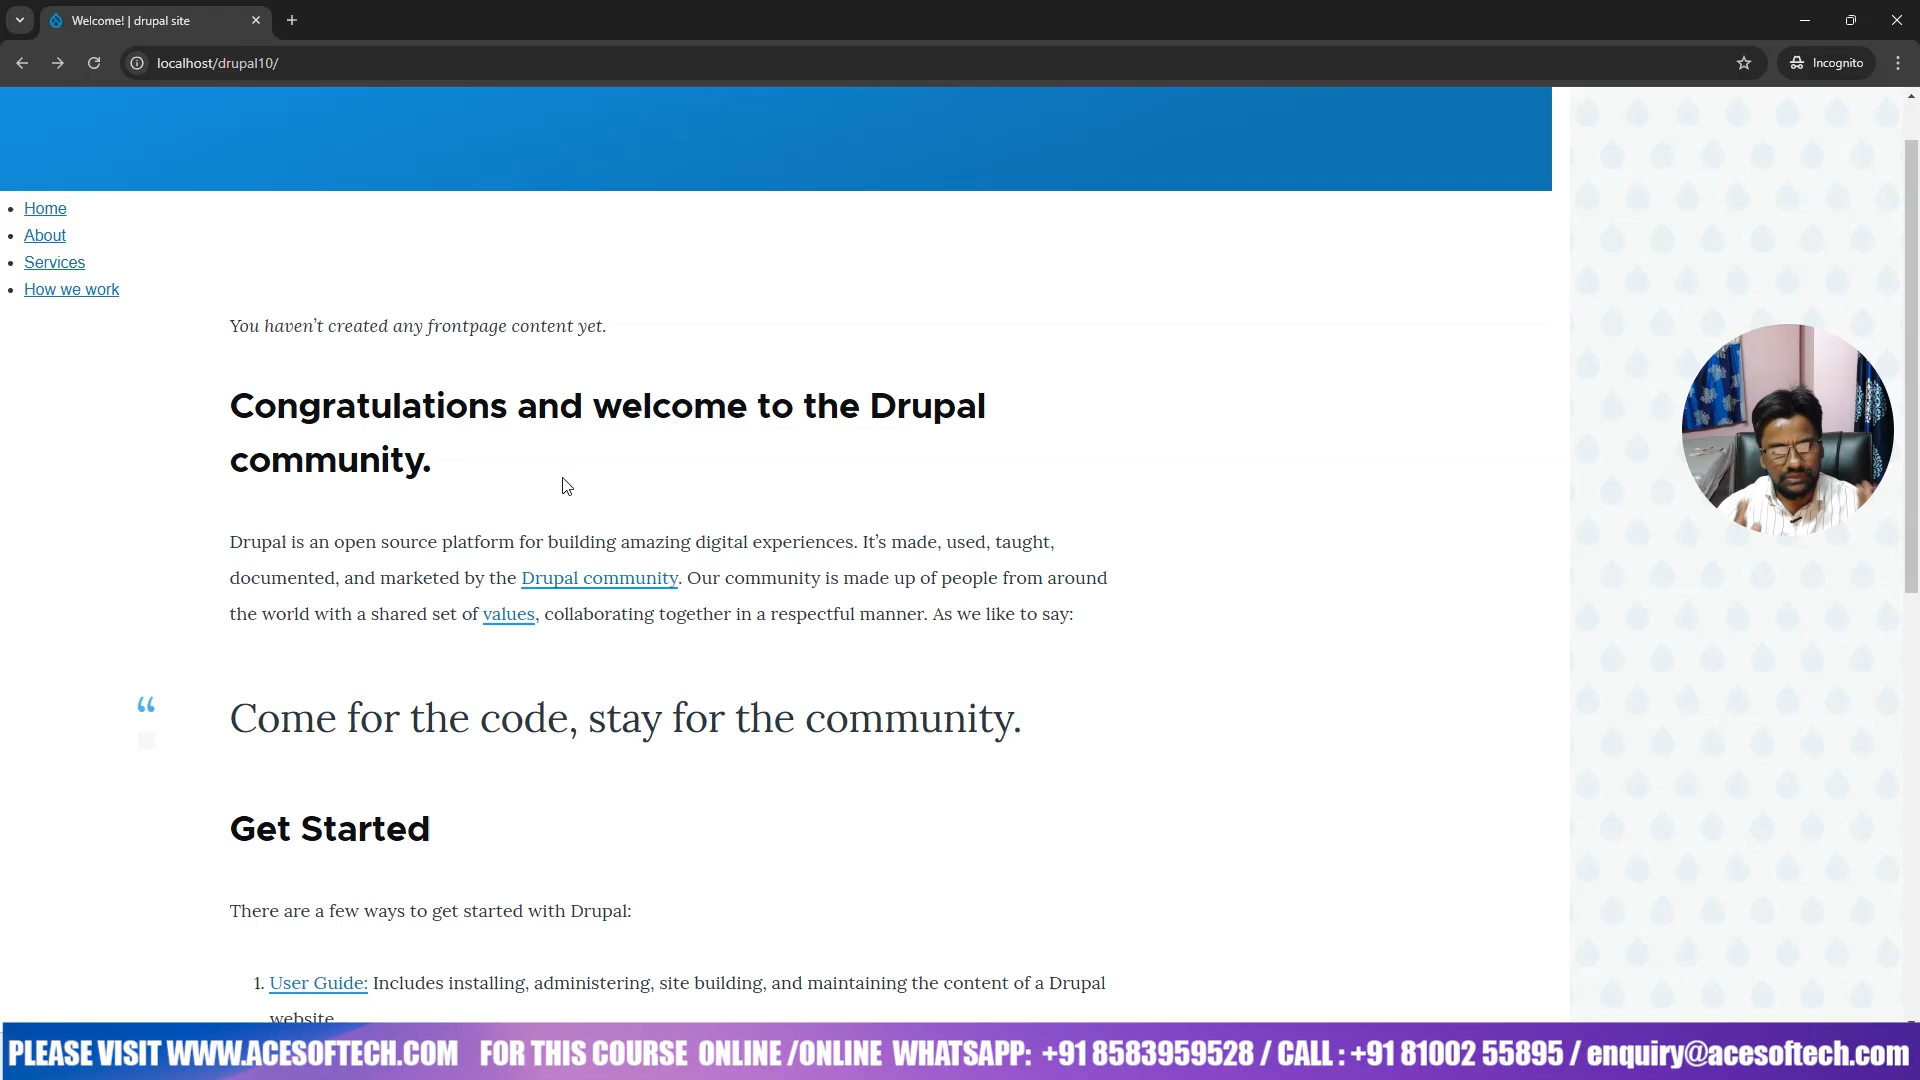 Welcome! | drupal site
localhost/drupal10/
Incognito
Home
About
Services
How we work
You haven’t created any frontpage content yet.
Congratulations and welcome to the Drupal
community.
Drupal is an open source platform for building amazing digital experiences. It’s made, used, taught,
documented, and marketed by the Drupal community. Our community is made up of people from around
the world with a shared set of values, collaborating together in a respectful manner. As we like to say:
“
Come for the code, stay for the community.
Get Started
There are a few ways to get started with Drupal:
1. User Guide: Includes installing, administering, site building, and maintaining the content of a Drupal
website.
PLEASE VISIT WWW.ACESOFTECH.COM FOR THIS COURSE ONLINE /ONLINE WHATSAPP: +91 8583959528 / CALL : +91 81002 55895 / enquiry@acesoftech.com